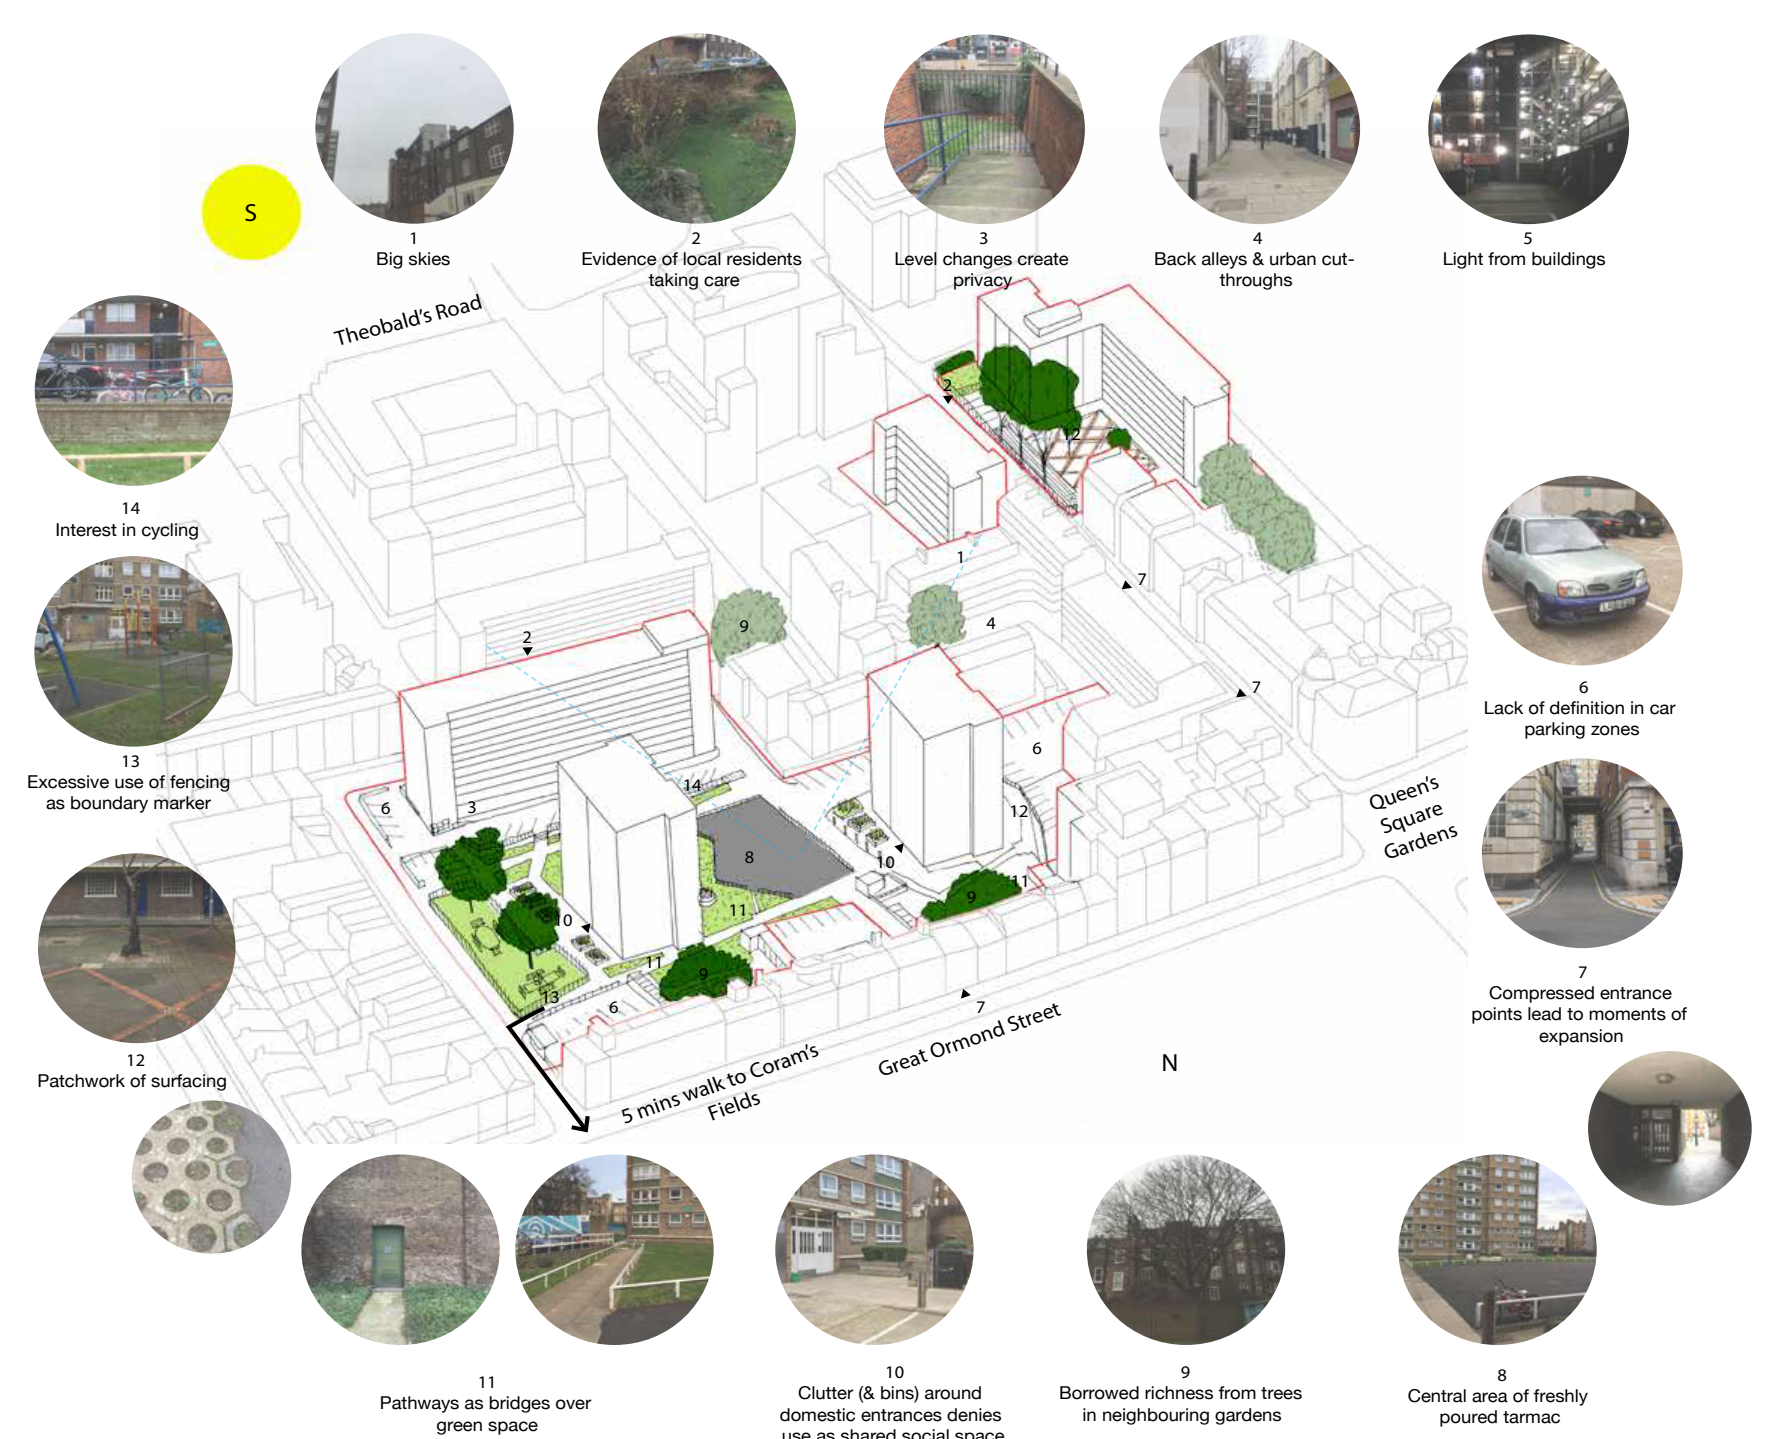 1
Big skies
2
Evidence of local residents
taking care
3
Level changes create
privacy
4
Back alleys & urban cut-
throughs
5
Light from buildings
S
Theobald's Road
14
Interest in cycling
13
Excessive use of fencing
as boundary marker
12
Patchwork of surfacing
2
12
1
7
9
4
2
7
6
14
6
3
12
8
10
11
9
11
10
11
9
13
6
7
6
Lack of definition in car
parking zones
Queen's
Square
Gardens
7
Compressed entrance
points lead to moments of
expansion
Great Ormond Street
N
5 mins walk to Coram's
Fields
11
Pathways as bridges over
green space
10
Clutter (& bins) around
domestic entrances denies
use as shared social space
9
Borrowed richness from trees
in neighbouring gardens
8
Central area of freshly
poured tarmac